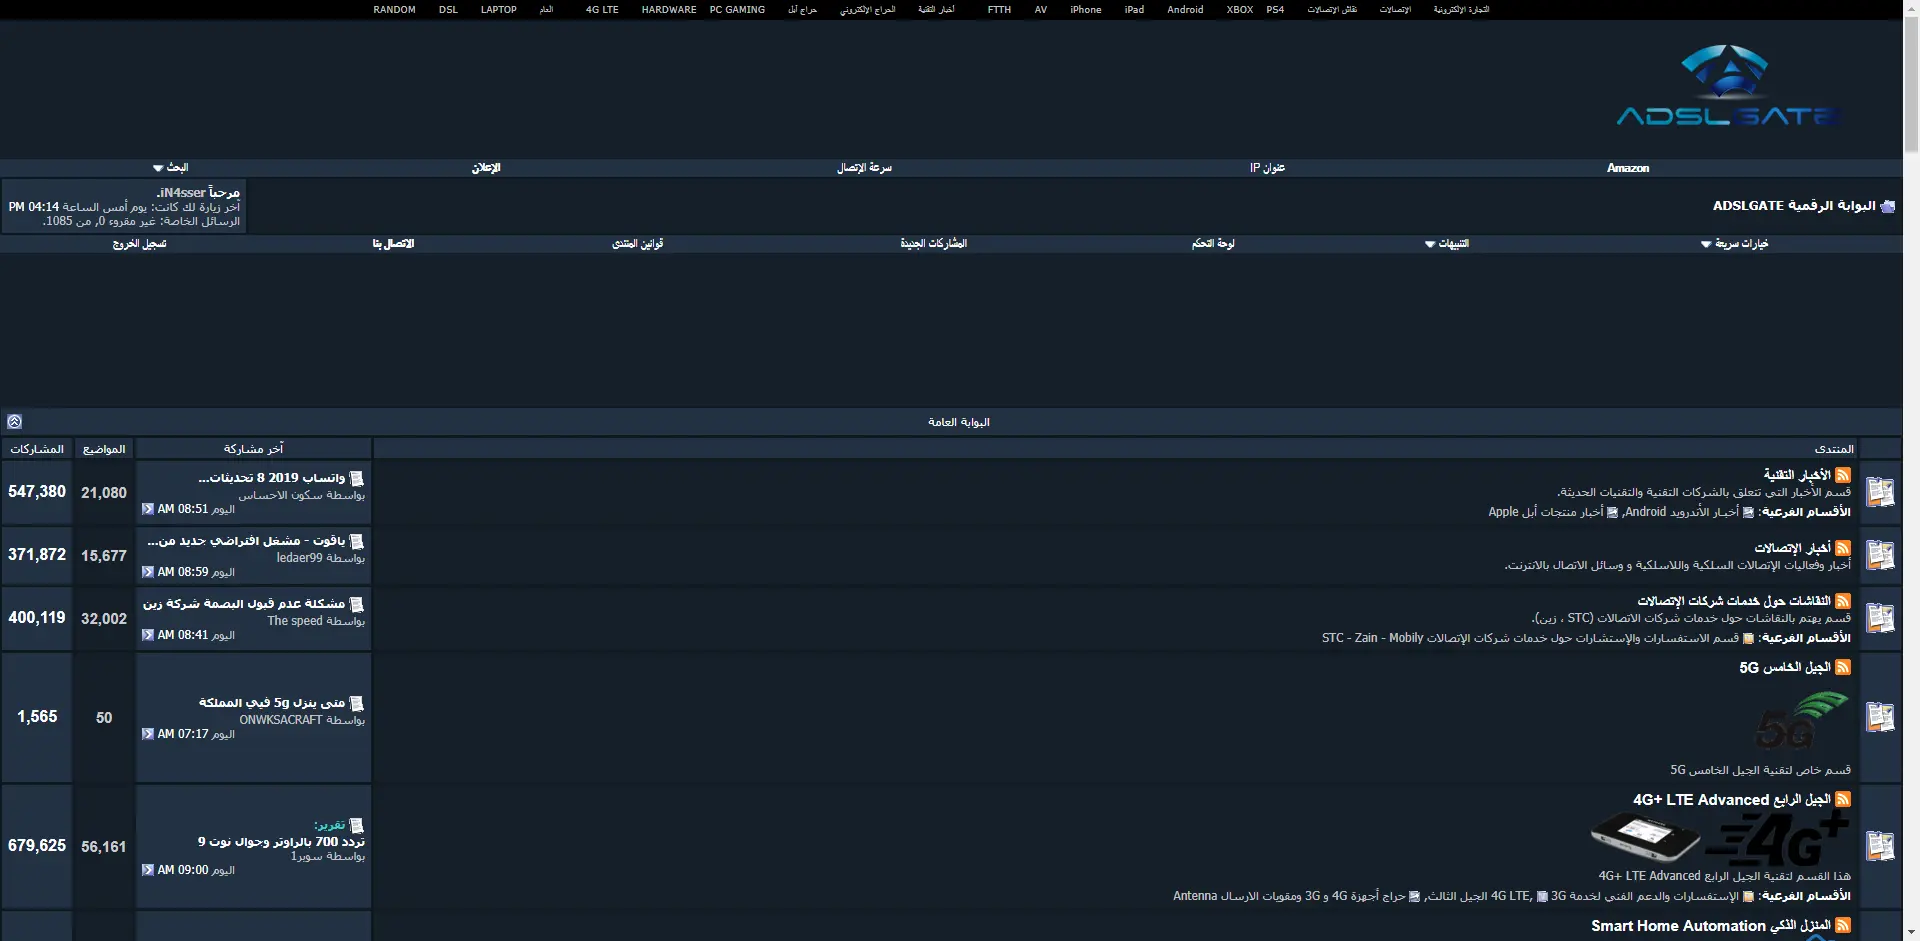 RANDOM DSL LAPTOP العام 4G LTE HARDWARE PC GAMING حراج أبل الحراج الإلكتروني أخبار التقنية FTTH AV iPhone iPad Android XBOX PS4 نقاش الإتصالات الإتصالات التجارة الإلكترونية
ADSLGATE
Amazon عنوان IP سرعة الإتصال الإعلان البحث
البوابة الرقمية ADSLGATE
مرحباً iN4sser.
آخر زيارة لك كانت: يوم أمس الساعة 04:14 PM
الرسائل الخاصة: غير مقروء 0, من 1085.
خيارات سريعة التنبيهات لوحة التحكم المشاركات الجديدة قوانين المنتدى الاتصال بنا تسجيل الخروج
البوابة العامة
المنتدى آخر مشاركة المواضيع المشاركات
الأخبار التقنية
قسم الأخبار التي تتعلق بالشركات التقنية والتقنيات الحديثة.
الأقسام الفرعية: أخبار الأندرويد Android, أخبار منتجات أبل Apple
واتساب 2019 8 تحديثات...
بواسطة سكون الاحساس
اليوم 08:51 AM
21,080 547,380
أخبار الإتصالات
أخبار وفعاليات الإتصالات السلكية واللاسلكية و وسائل الاتصال بالانترنت.
ياقوت - مشغل افتراضي جديد من...
بواسطة ledaer99
اليوم 08:59 AM
15,677 371,872
النقاشات حول خدمات شركات الإتصالات
قسم يهتم بالنقاشات حول خدمات شركات الاتصالات (STC ، زين).
الأقسام الفرعية: قسم الاستفسارات والإستشارات حول خدمات شركات الإتصالات STC - Zain - Mobily
مشكلة عدم قبول البصمة شركة زين
بواسطة The speed
اليوم 08:41 AM
32,002 400,119
الجيل الخامس 5G
5G
قسم خاص لتقنية الجيل الخامس 5G
متى ينزل 5g فيي المملكة
بواسطة ONWKSACRAFT
اليوم 07:17 AM
50 1,565
الجيل الرابع 4G+ LTE Advanced
4G+
هذا القسم لتقنية الجيل الرابع 4G+ LTE Advanced
الأقسام الفرعية: الإستفسارات والدعم الفني لخدمة 4G LTE, 3G الجيل الثالث, حراج أجهزة 4G و 3G ومقويات الارسال Antenna
تقرير:
تردد 700 بالراوتر وجوال نوت 9
بواسطة سوبر1
اليوم 09:00 AM
56,161 679,625
المنزل الذكي Smart Home Automation